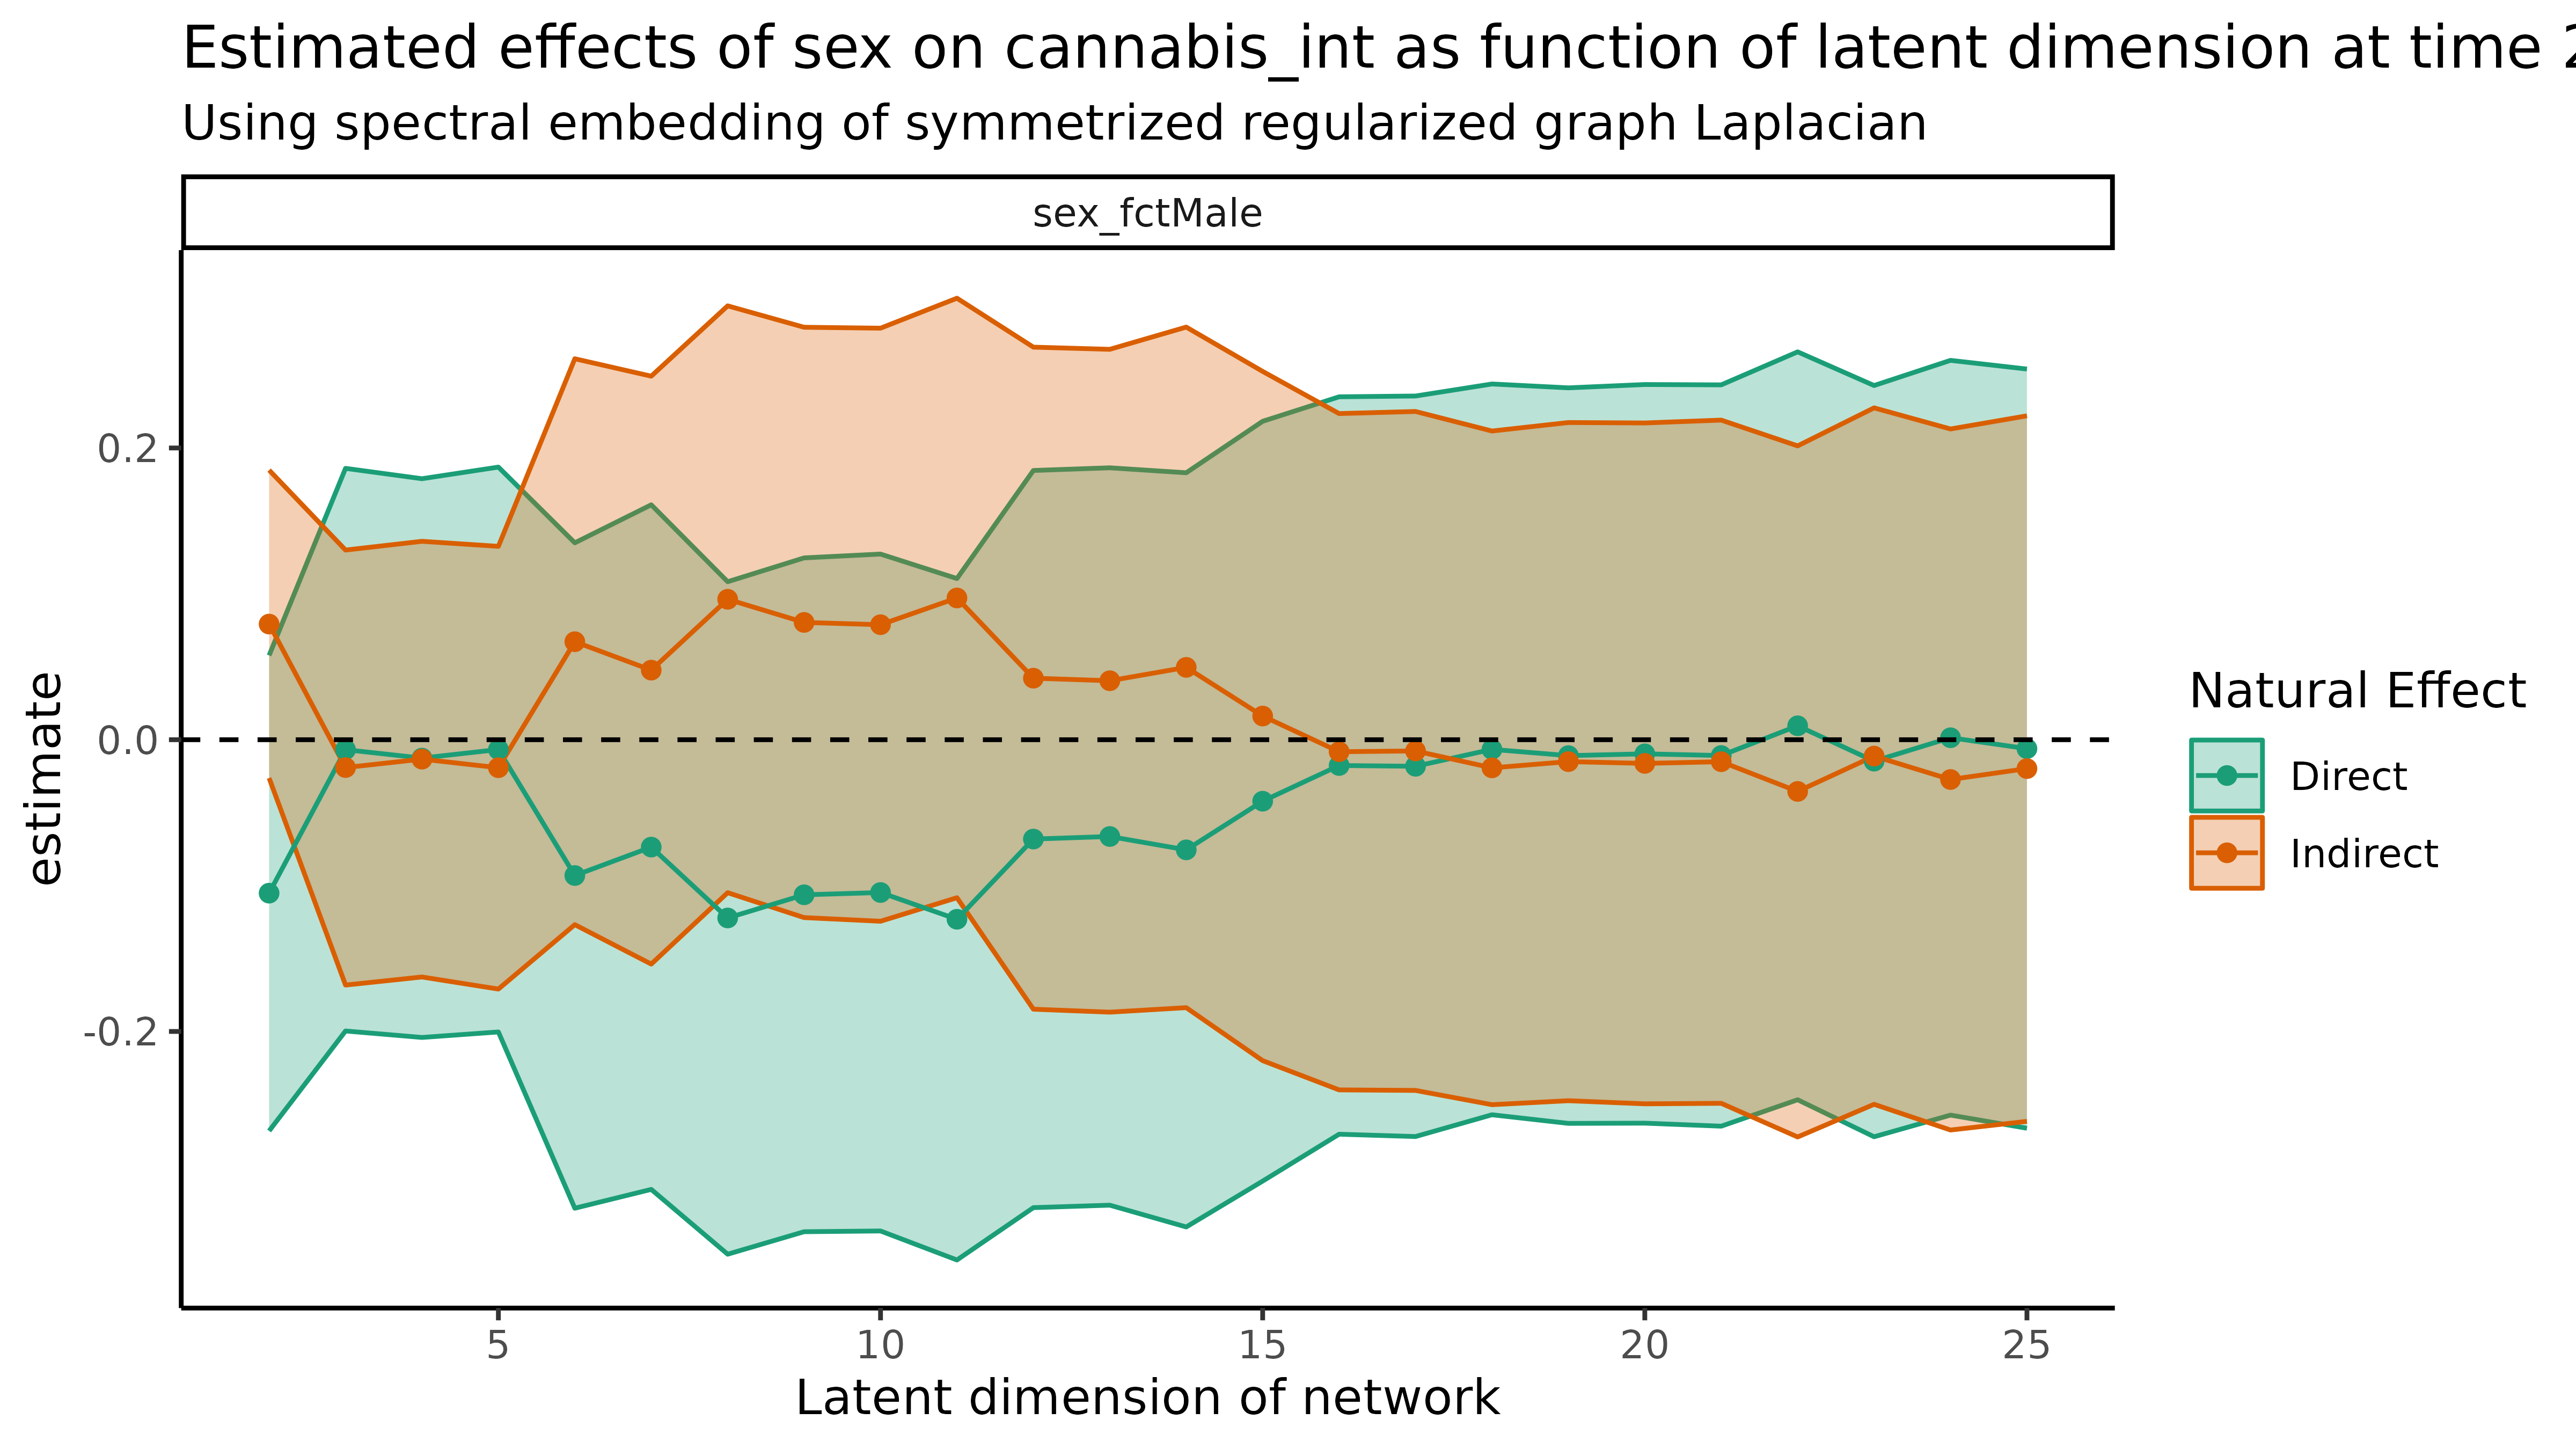 Estimated effects of sex on cannabis_int as function of latent dimension at time 2
Using spectral embedding of symmetrized regularized graph Laplacian
sex_fctMale
estimate
0.2
0.0
-0.2
5 10 15 20 25
Latent dimension of network
Natural Effect
Direct
Indirect